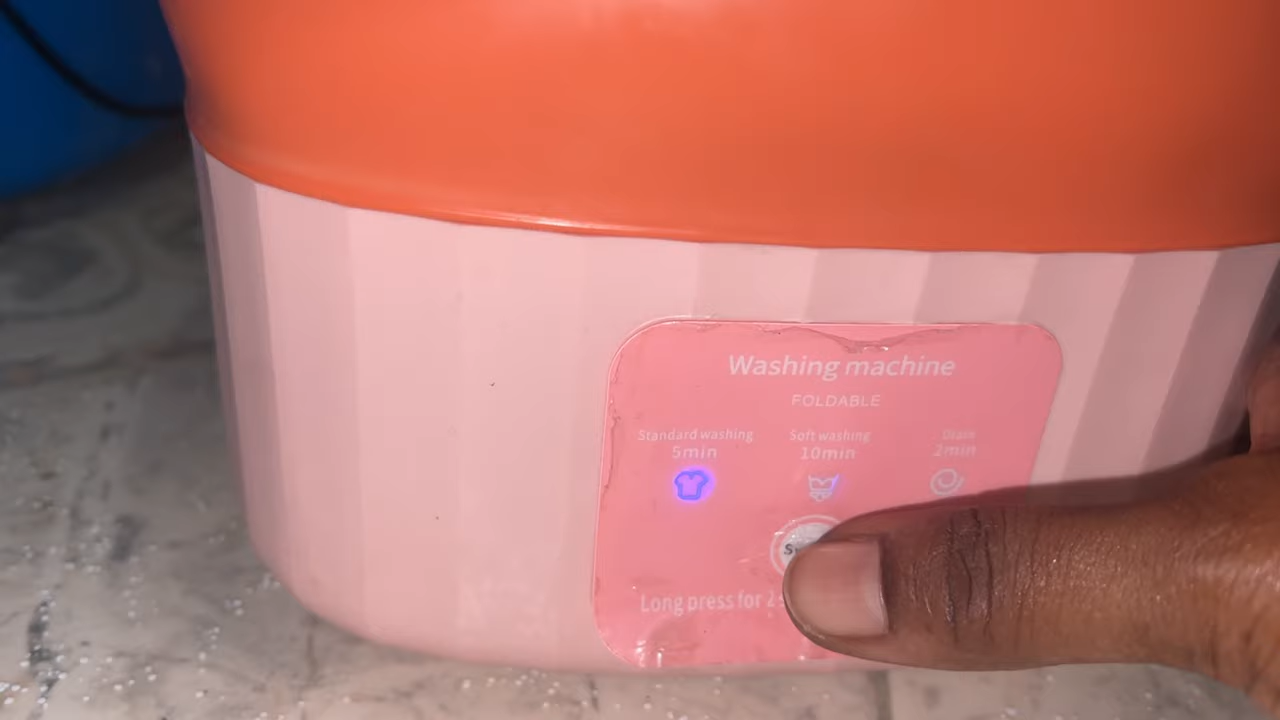 Washing machine
FOLDABLE
Standard washing Soft washing Drain
5min 10min 2min
Long press for 2